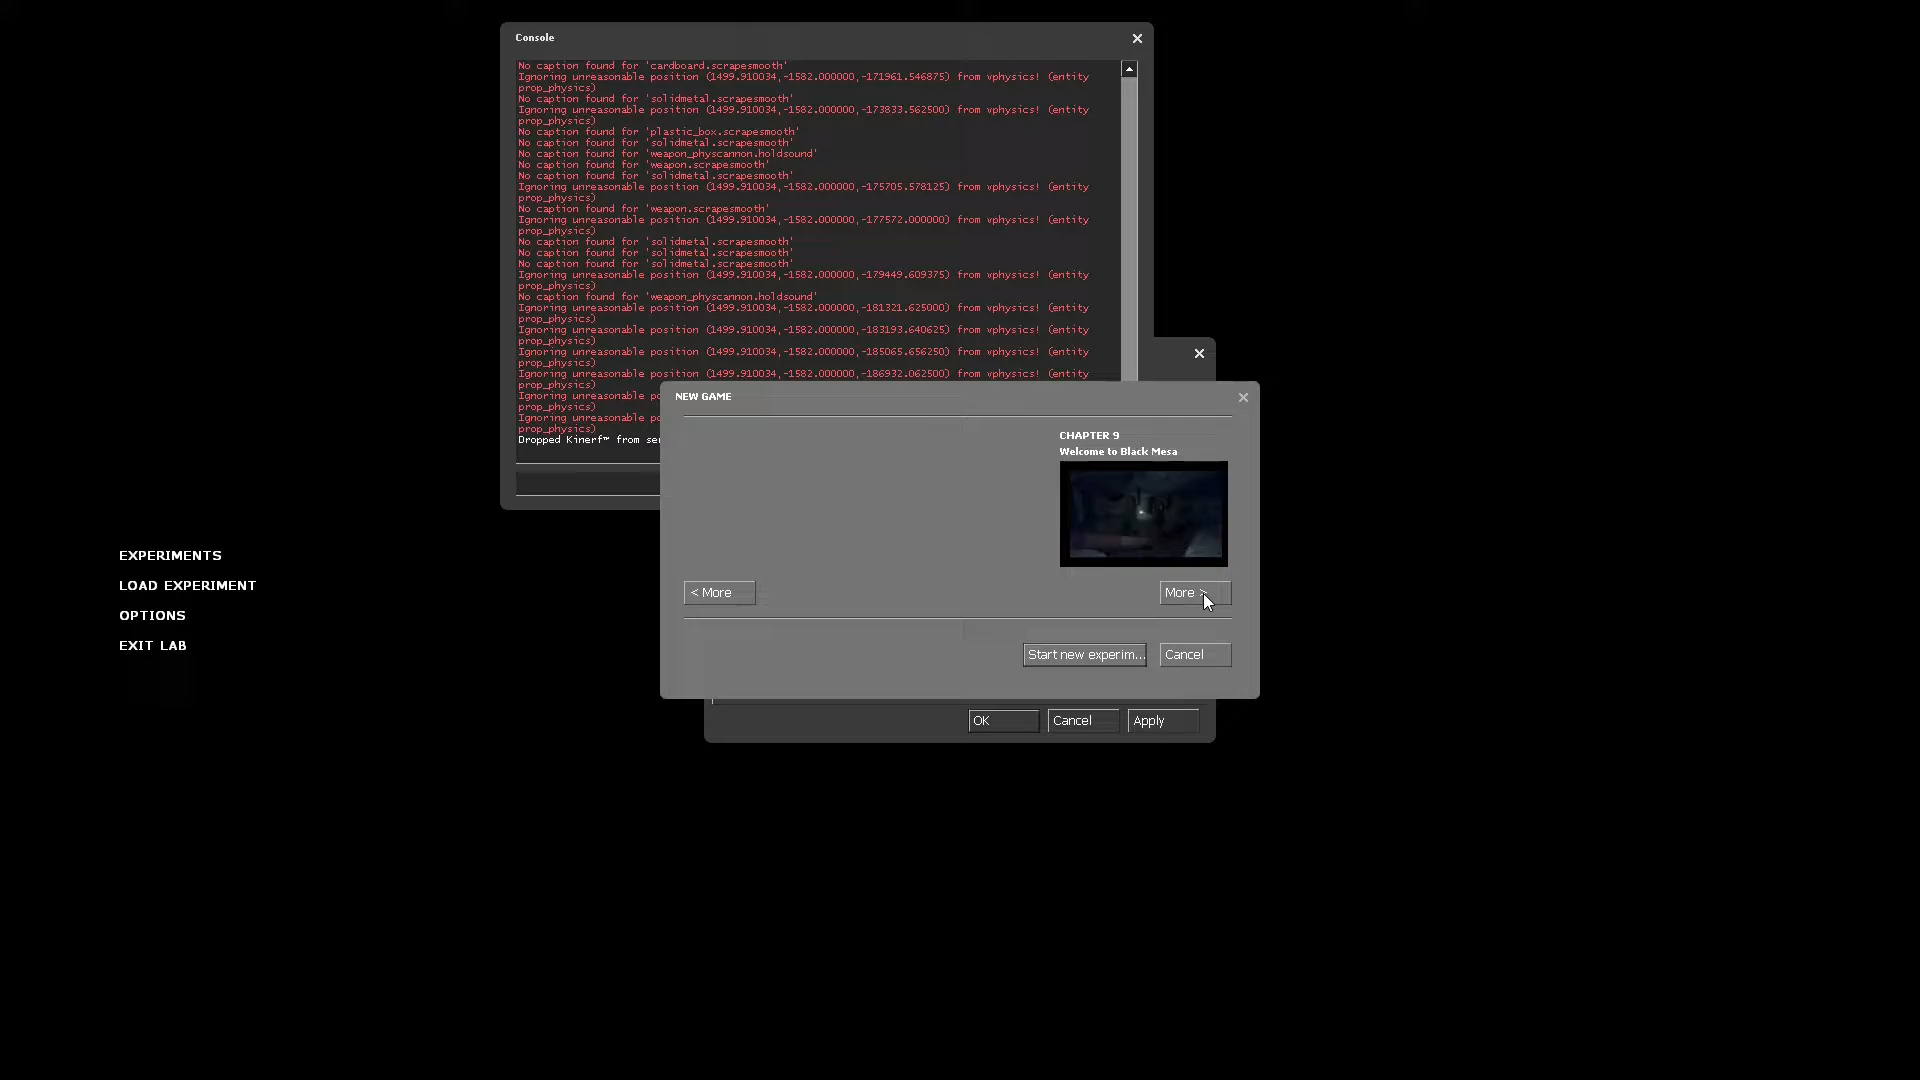 Console
No caption found for 'cardboard.scrapesmooth'
Ignoring unreasonable position (1499.910034,-1582.000000,-171961.546875) from vphysics! (entity
prop_physics)
No caption found for 'solidmetal.scrapesmooth'
Ignoring unreasonable position (1499.910034,-1582.000000,-173833.562500) from vphysics! (entity
prop_physics)
No caption found for 'plastic_box.scrapesmooth'
No caption found for 'solidmetal.scrapesmooth'
No caption found for 'weapon_physcannon.holdsound'
No caption found for 'weapon.scrapesmooth'
No caption found for 'solidmetal.scrapesmooth'
Ignoring unreasonable position (1499.910034,-1582.000000,-175705.578125) from vphysics! (entity
prop_physics)
No caption found for 'weapon.scrapesmooth'
Ignoring unreasonable position (1499.910034,-1582.000000,-177572.000000) from vphysics! (entity
prop_physics)
No caption found for 'solidmetal.scrapesmooth'
No caption found for 'solidmetal.scrapesmooth'
No caption found for 'solidmetal.scrapesmooth'
Ignoring unreasonable position (1499.910034,-1582.000000,-179449.609375) from vphysics! (entity
prop_physics)
No caption found for 'weapon_physcannon.holdsound'
Ignoring unreasonable position (1499.910034,-1582.000000,-181321.625000) from vphysics! (entity
prop_physics)
Ignoring unreasonable position (1499.910034,-1582.000000,-183193.640625) from vphysics! (entity
prop_physics)
Ignoring unreasonable position (1499.910034,-1582.000000,-185065.656250) from vphysics! (entity
prop_physics)
Ignoring unreasonable position (1499.910034,-1582.000000,-186932.062500) from vphysics! (entity
prop_physics)
Ignoring unreasonable po
prop_physics)
Ignoring unreasonable po
prop_physics)
Dropped Kinerf™ from se
NEW GAME
CHAPTER 9
Welcome to Black Mesa
< More
More >
Start new experim...
Cancel
OK
Cancel
Apply
EXPERIMENTS
LOAD EXPERIMENT
OPTIONS
EXIT LAB